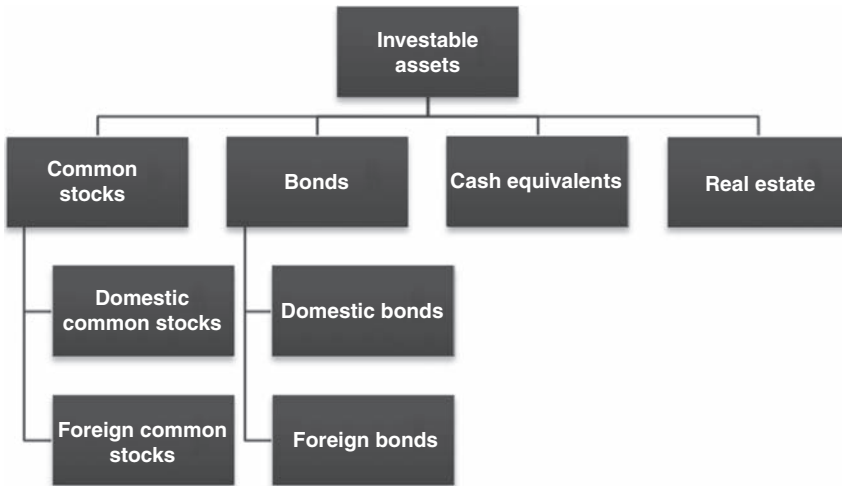 Investable
assets
Common
stocks
Bonds
Cash equivalents
Real estate
Domestic
common stocks
Domestic bonds
Foreign common
stocks
Foreign bonds